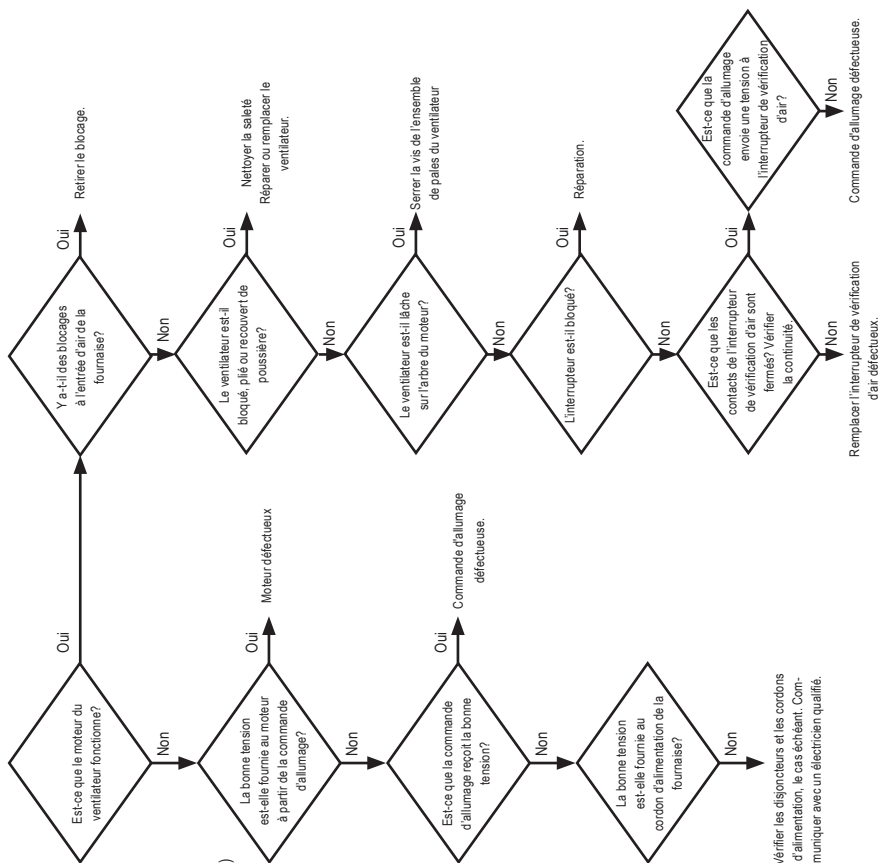 Est-ce que le moteur du
ventilateur fonctionne?
Oui
Non
La bonne tension
est-elle fournie au moteur
à partir de la commande
d'allumage?
Oui
Moteur défectueux
Non
Est-ce que la commande
d'allumage reçoit la bonne
tension?
Oui
Commande d'allumage
défectueuse.
Non
La bonne tension
est-elle fournie au
cordon d'alimentation de la
fournaise?
Non
Vérifier les disjoncteurs et les cordons
d'alimentation, le cas échéant. Com-
muniquer avec un électricien qualifié.
)
Y a-t-il des blocages
à l'entrée d'air de la
fournaise?
Oui
Retirer le blocage.
Non
Le ventilateur est-il
bloqué, plié ou recouvert de
poussière?
Oui
Nettoyer la saleté
Réparer ou remplacer le
ventilateur.
Non
Le ventilateur est-il lâche
sur l'arbre du moteur?
Oui
Serrer la vis de l'ensemble
de pales du ventilateur
Non
L'interrupteur est-il bloqué?
Oui
Réparation.
Non
Est-ce que les
contacts de l'interrupteur
de vérification d'air sont
fermés? Vérifier
la continuité.
Oui
Non
Remplacer l'interrupteur de vérification
d'air défectueux.
Est-ce que la
commande d'allumage
envoie une tension à
l'interrupteur de vérification
d'air?
Non
Commande d'allumage défectueuse.